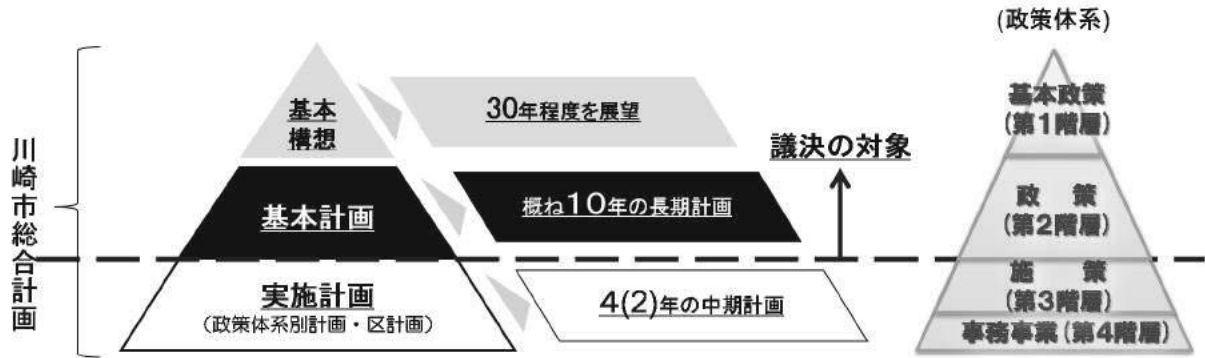 川崎市総合計画
基本
構想
30年程度を展望
基本計画
概ね10年の長期計画
実施計画
(政策体系別計画・区計画)
4(2)年の中期計画
議決の対象
(政策体系)
基本政策
(第1階層)
政 策
(第2階層)
施 策
(第3階層)
事務事業(第4階層)